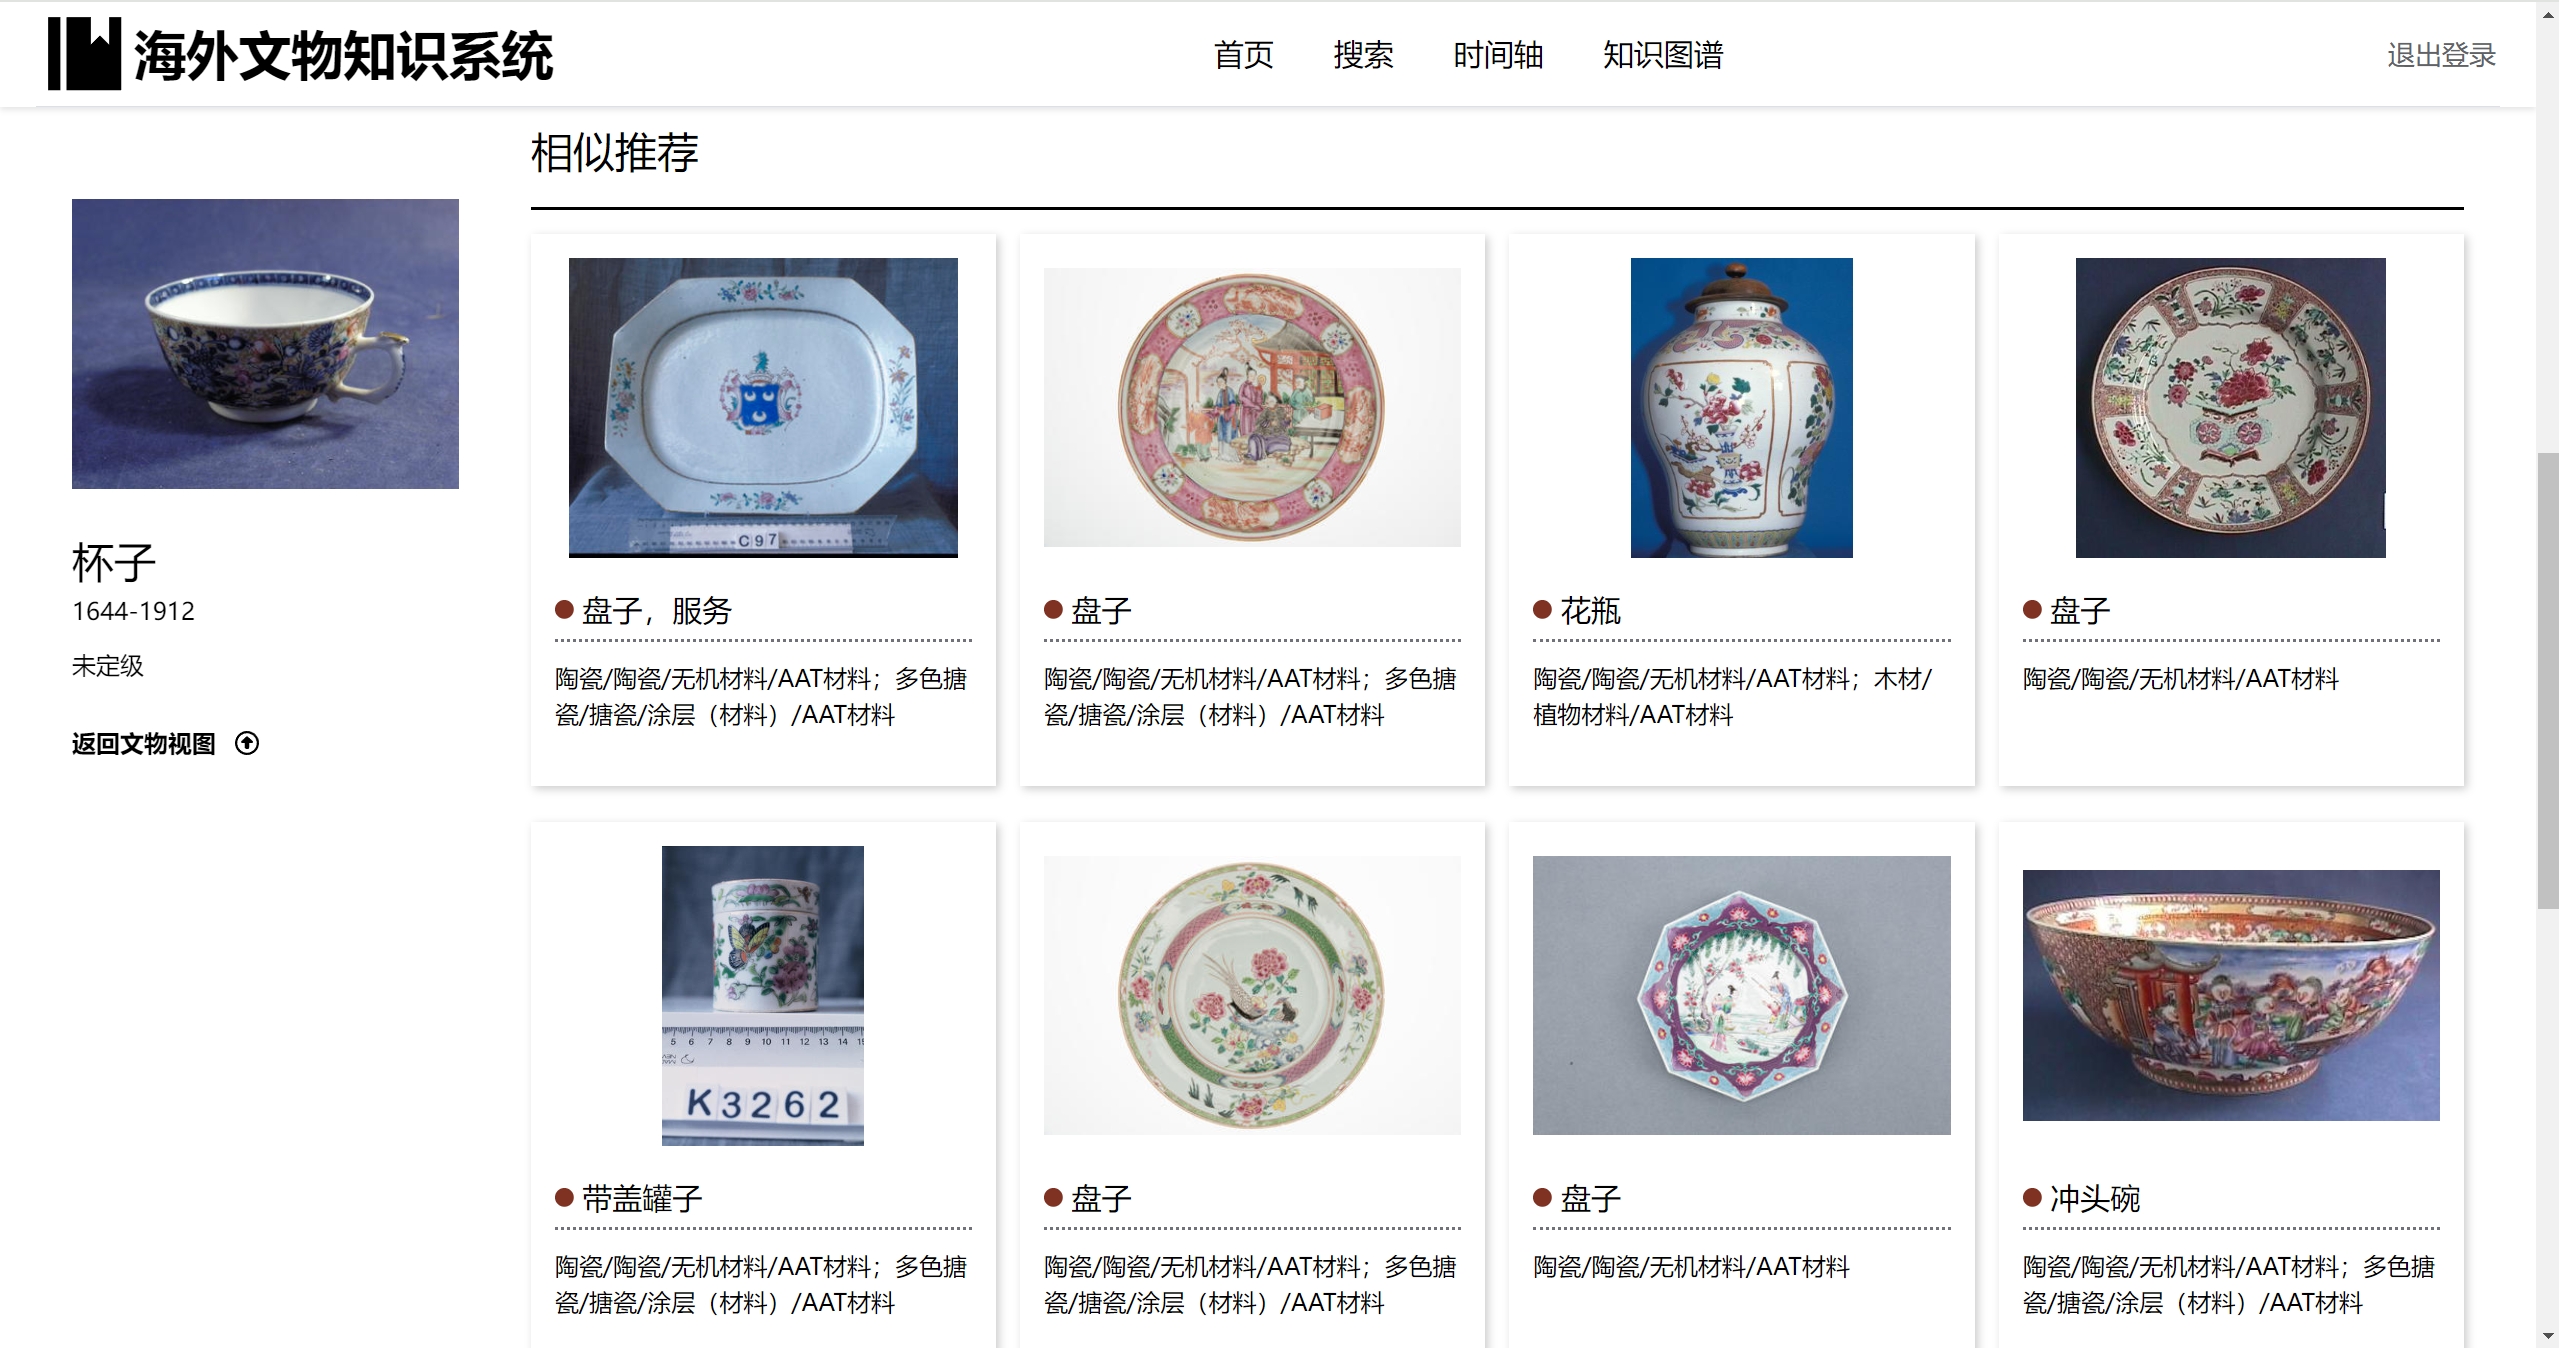 海外文物知识系统
首页 搜索 时间轴 知识图谱
退出登录
相似推荐
杯子
1644-1912
未定级
返回文物视图
C97
盘子，服务
陶瓷/陶瓷/无机材料/AAT材料；多色搪
瓷/搪瓷/涂层（材料）/AAT材料
盘子
陶瓷/陶瓷/无机材料/AAT材料；多色搪
瓷/搪瓷/涂层（材料）/AAT材料
花瓶
陶瓷/陶瓷/无机材料/AAT材料；木材/
植物材料/AAT材料
盘子
陶瓷/陶瓷/无机材料/AAT材料
5 6 7 8 9 10 11 12 13 14
K3262
带盖罐子
陶瓷/陶瓷/无机材料/AAT材料；多色搪
瓷/搪瓷/涂层（材料）/AAT材料
盘子
陶瓷/陶瓷/无机材料/AAT材料；多色搪
瓷/搪瓷/涂层（材料）/AAT材料
盘子
陶瓷/陶瓷/无机材料/AAT材料
冲头碗
陶瓷/陶瓷/无机材料/AAT材料；多色搪
瓷/搪瓷/涂层（材料）/AAT材料